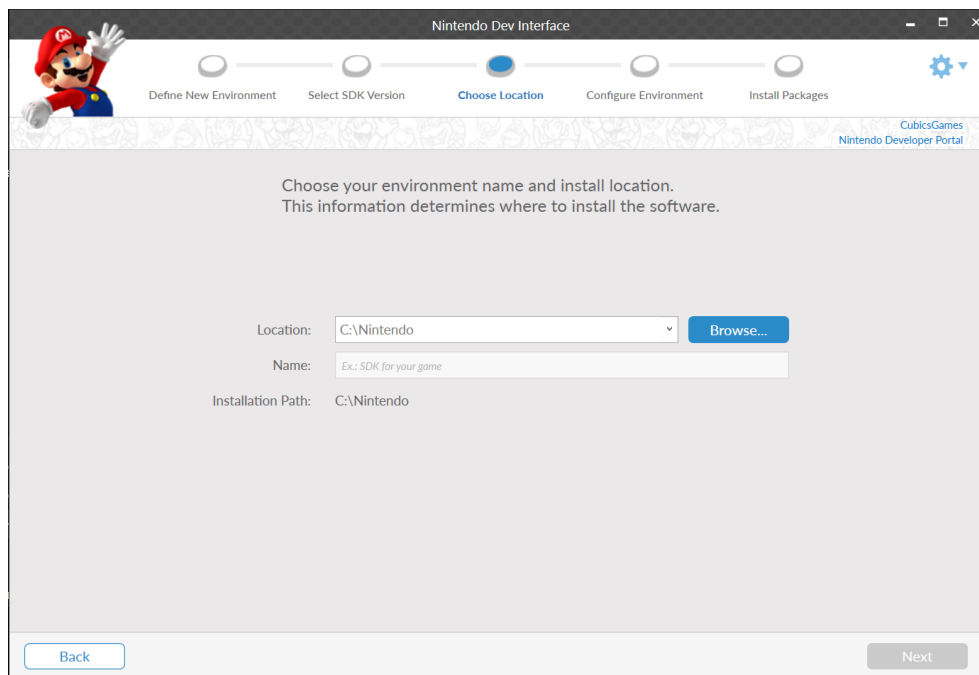 Nintendo Dev Interface
Define New Environment
Select SDK Version
Choose Location
Configure Environment
Install Packages
CubicsGames
Nintendo Developer Portal
Choose your environment name and install location.
This information determines where to install the software.
Location: C:\Nintendo Browse...
Name: Ex.: SDK for your game
Installation Path: C:\Nintendo
Back
Next